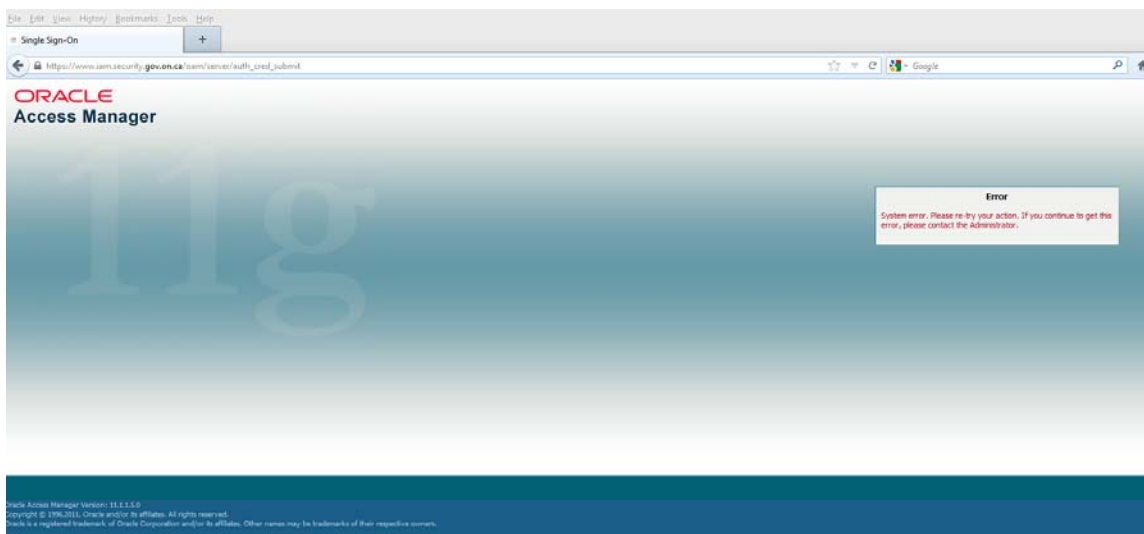 File Edit View History Bookmarks Tools Help
Single Sign-On
+
https://www.iam.security.gov.on.ca/oam/server/auth_cred_submit
Google
ORACLE
Access Manager
11g
Error
System error. Please re-try your action. If you continue to get this
error, please contact the Administrator.
Oracle Access Manager Version: 11.1.1.5.0
Copyright © 1996,2011, Oracle and/or its affiliates. All rights reserved.
Oracle is a registered trademark of Oracle Corporation and/or its affiliates. Other names may be trademarks of their respective owners.